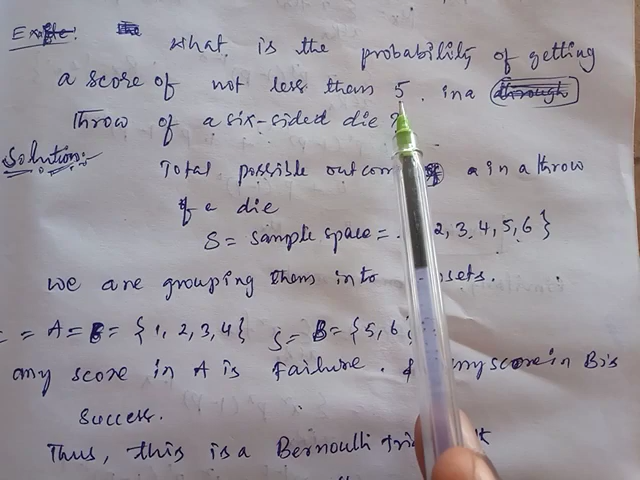 What is the probability of getting
a score of not less than 5 in a
Throw of a six-sided die ?
Solution:-
Total possible outcom a in a throw
of a die
S = sample space = 2, 3, 4, 5, 6 }
We are grouping them into sets.
= A = = { 1, 2, 3, 4 } S = B = { 5, 6
any score in A is Failure. & any score in B is
Success.
Thus, this is a Bernoulli